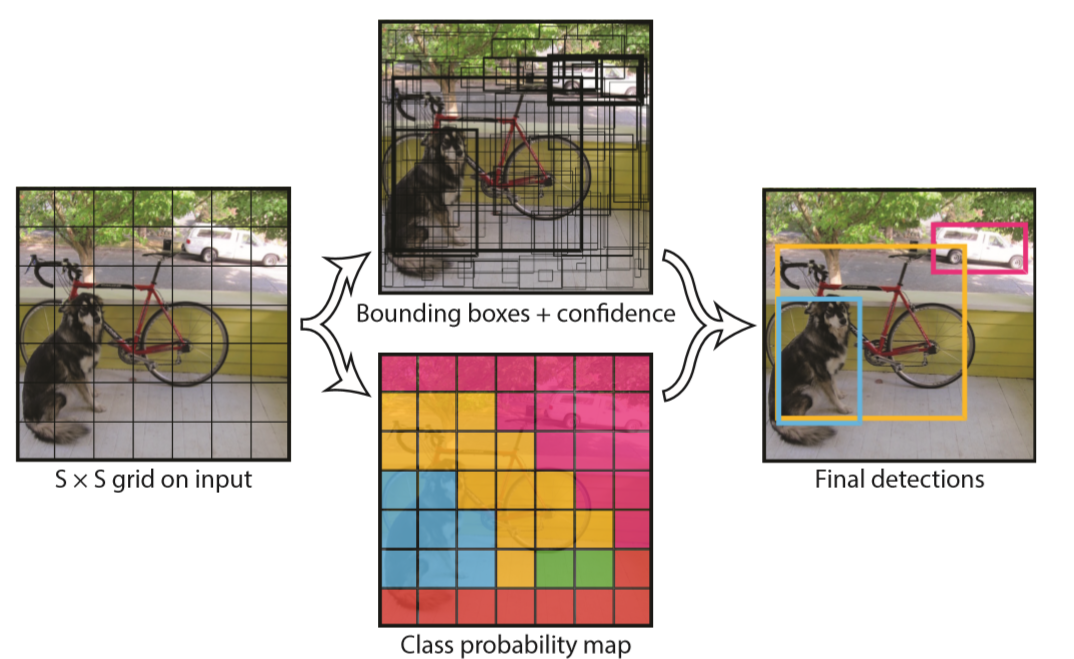 S × S grid on input
Bounding boxes + confidence
Class probability map
Final detections